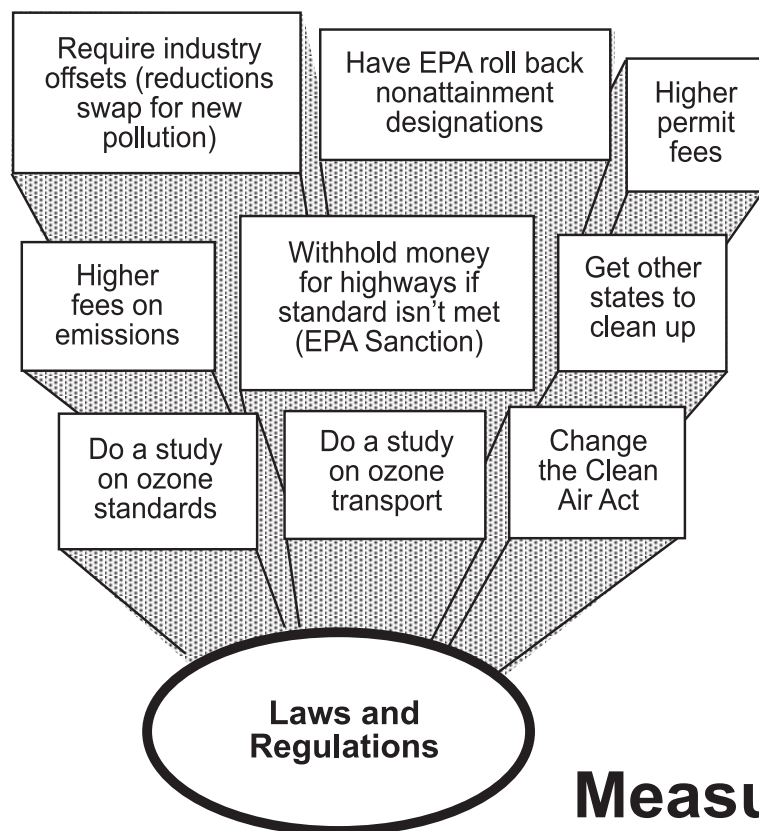 Require industry
offsets (reductions
swap for new
pollution)
Have EPA roll back
nonattainment
designations
Higher
permit
fees
Higher
fees on
emissions
Withhold money
for highways if
standard isn't met
(EPA Sanction)
Get other
states to
clean up
Do a study
on ozone
standards
Do a study
on ozone
transport
Change
the Clean
Air Act
Laws and
Regulations
Measu